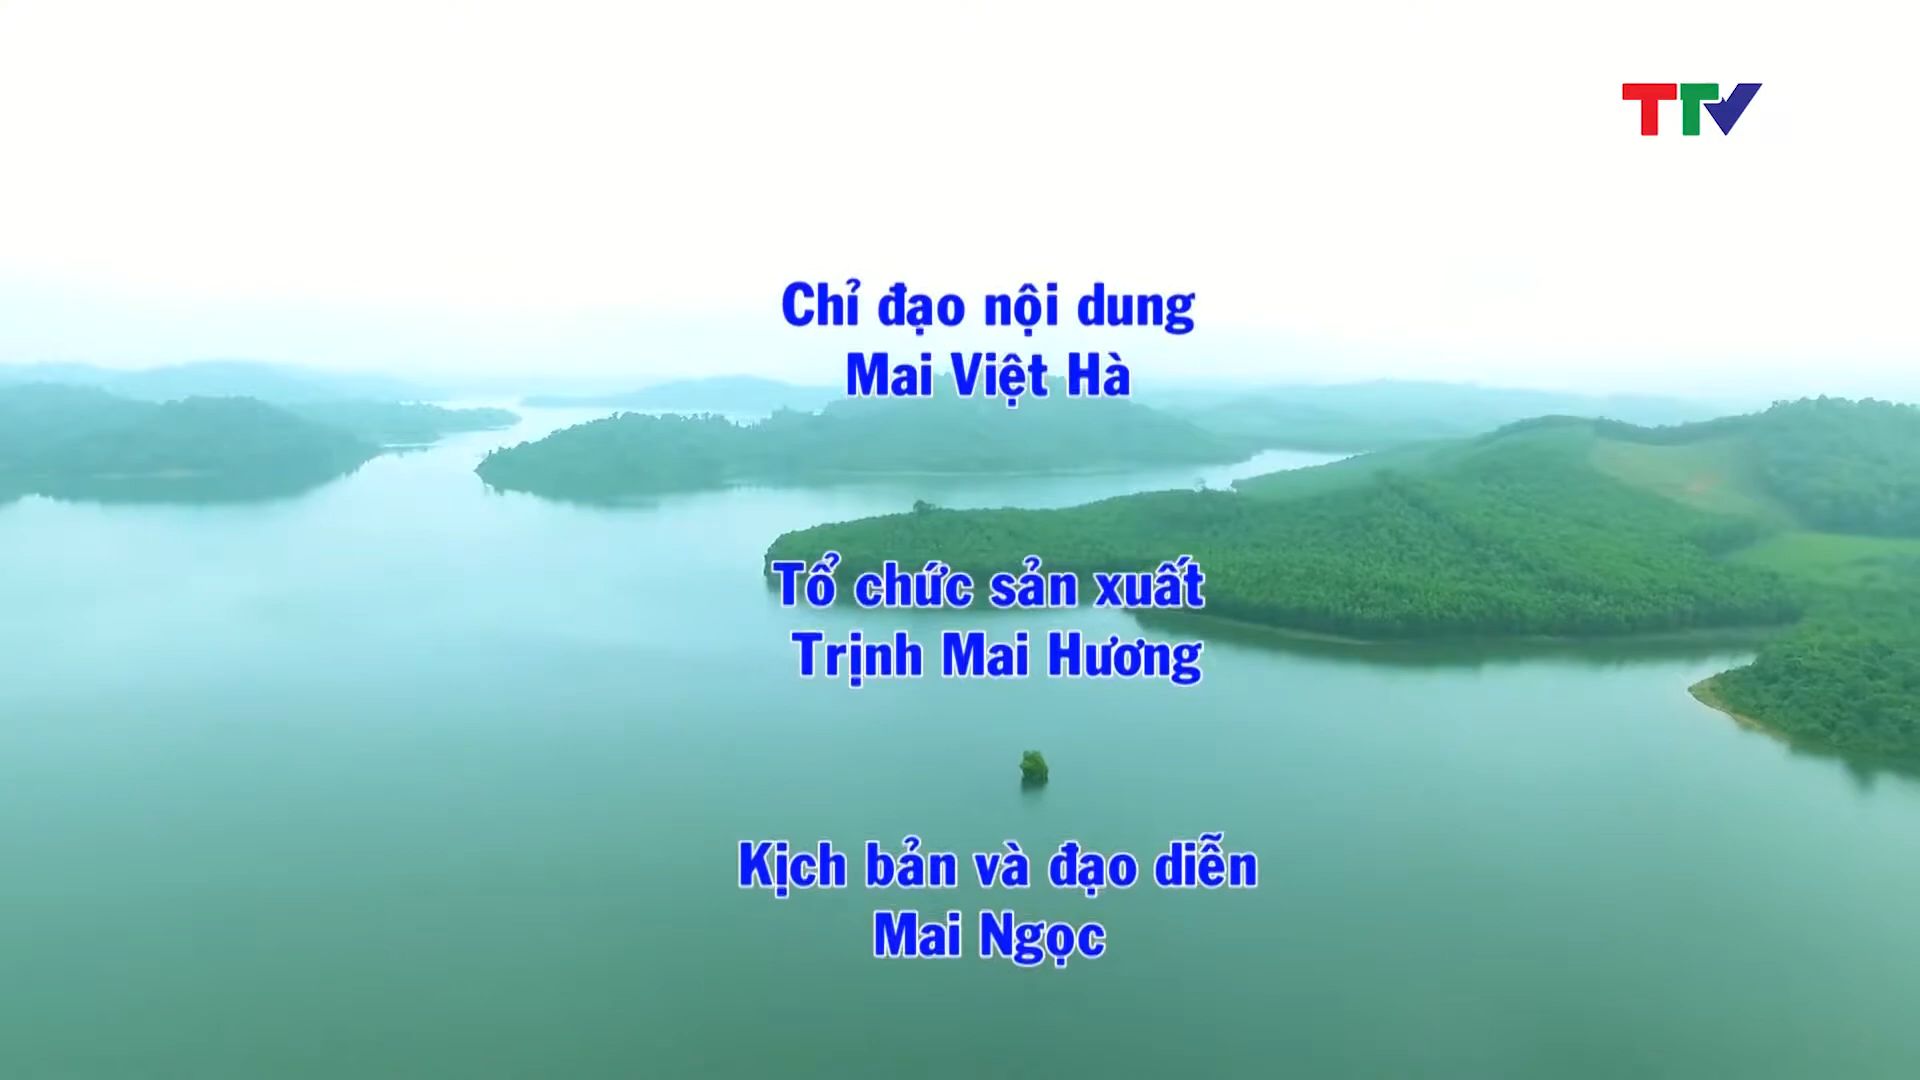 TTV
Chỉ đạo nội dung
Mai Việt Hà
Tổ chức sản xuất
Trịnh Mai Hương
Kịch bản và đạo diễn
Mai Ngọc